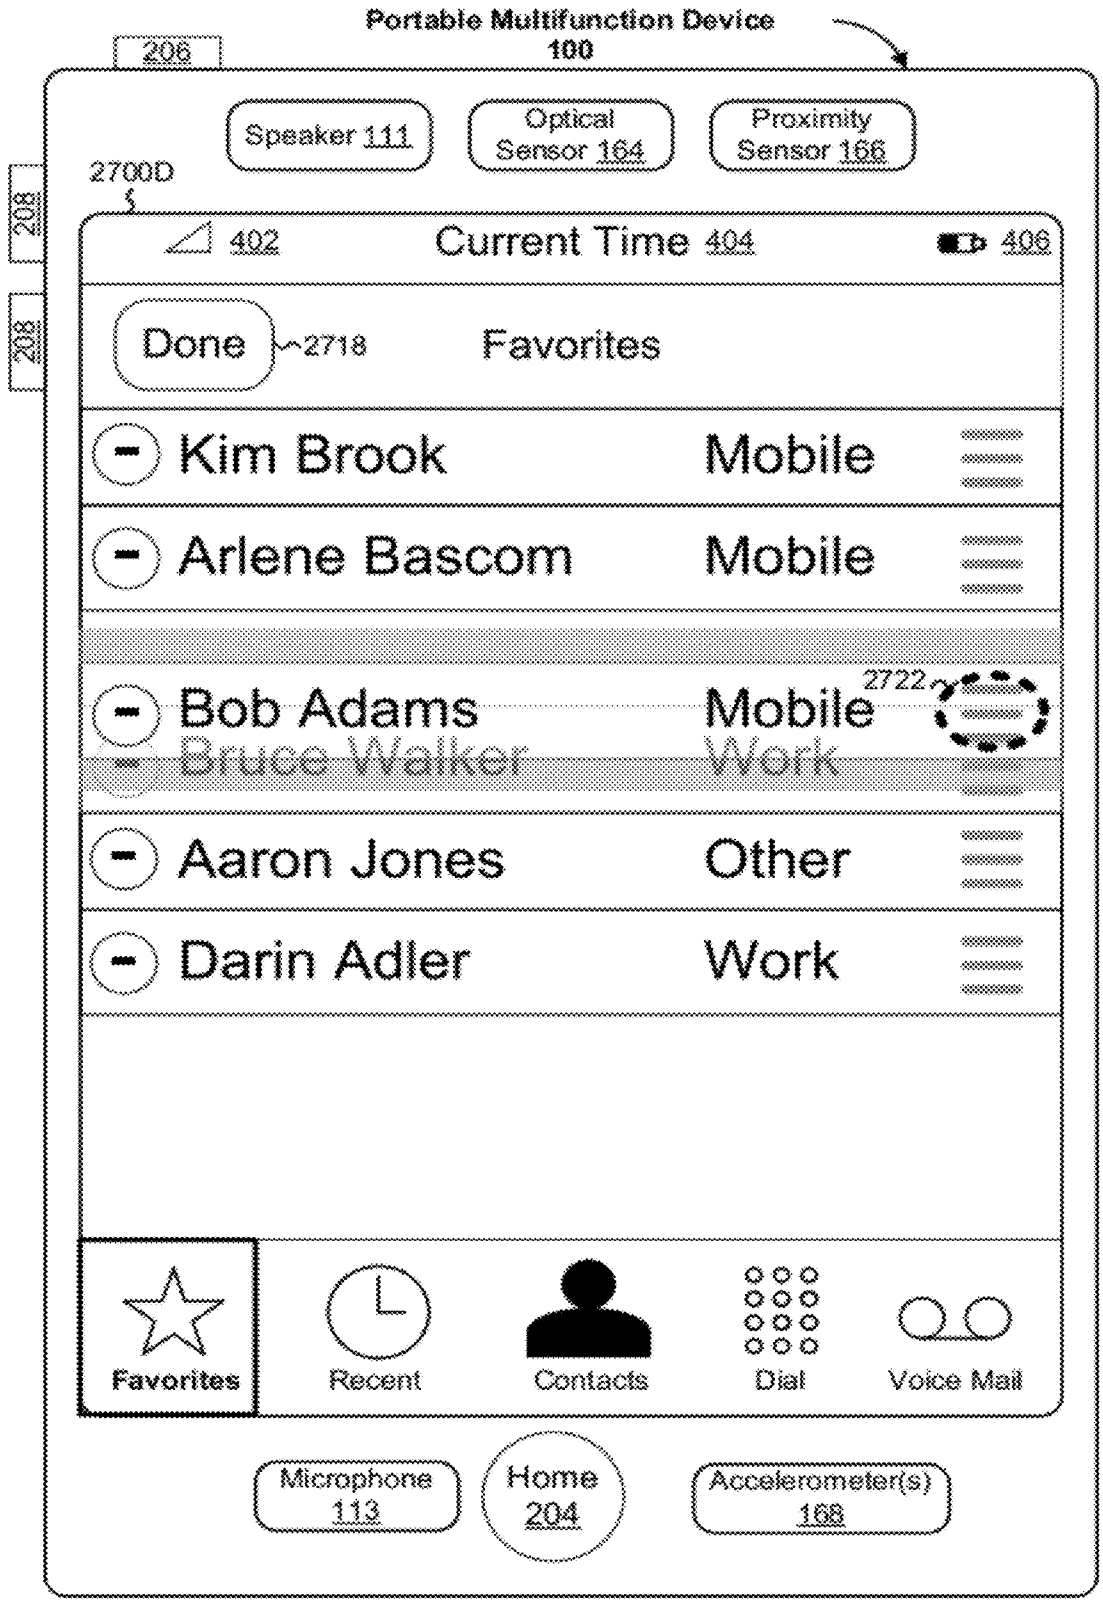 Portable Multifunction Device
100
206
Speaker 111
Optical
Sensor 164
Proximity
Sensor 166
2700D
208
208
402
Current Time 404
406
Done
2718
Favorites
Kim Brook Mobile
Arlene Bascom Mobile
2722
Bob Adams Mobile
Bruce Walker Work
Aaron Jones Other
Darin Adler Work
Favorites
Recent
Contacts
Dial
Voice Mail
Microphone
113
Home
204
Accelerometer(s)
168